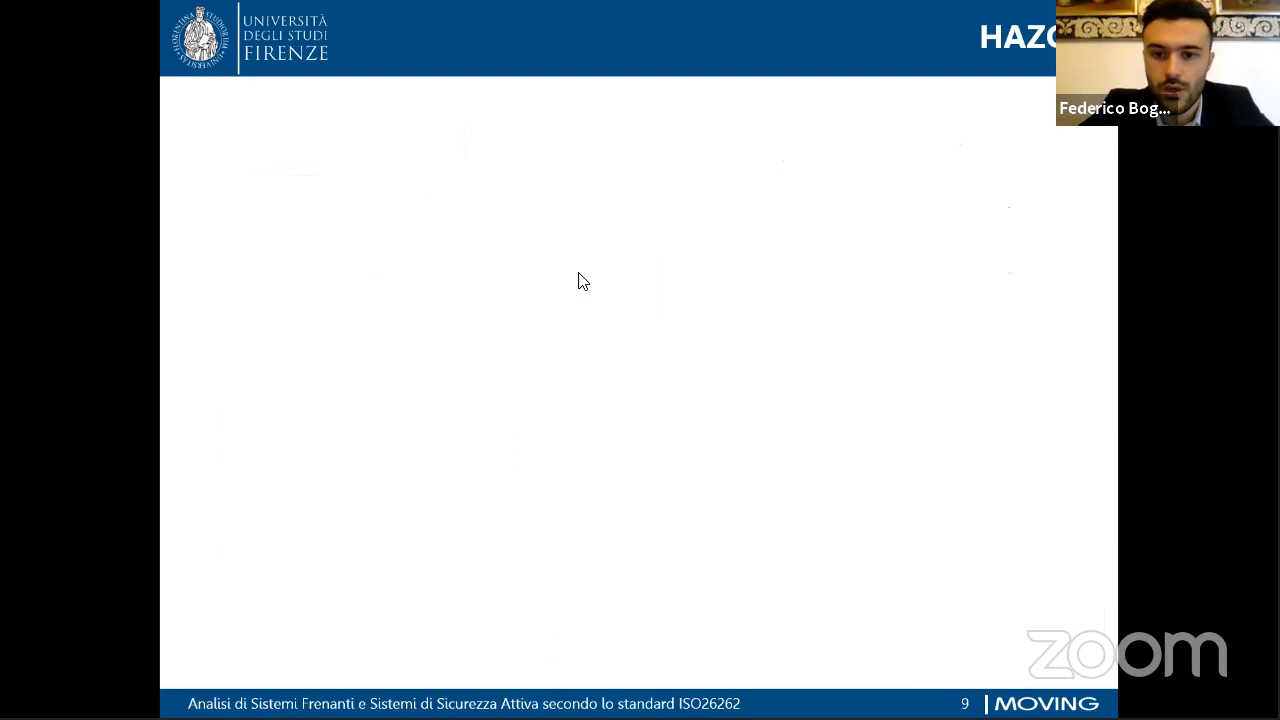 UNIVERSITÀ
DEGLI STUDI
FIRENZE
Federico Bog...
zoom
Analisi di Sistemi Frenanti e Sistemi di Sicurezza Attiva secondo lo standard ISO26262
9
MOVING